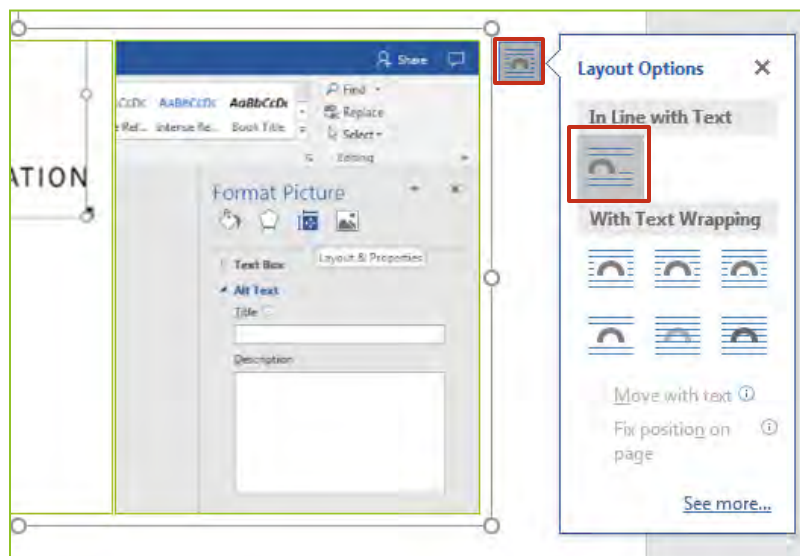 Share
AaBbCcDc AaBbCcDc
Intense Re... Book Title
Find
Replace
Select
Editing
ATION
Format Picture
Layout & Properties
Text Box
Alt Text
Title
Description
Layout Options
In Line with Text
With Text Wrapping
Move with text
Fix position on
page
See more...